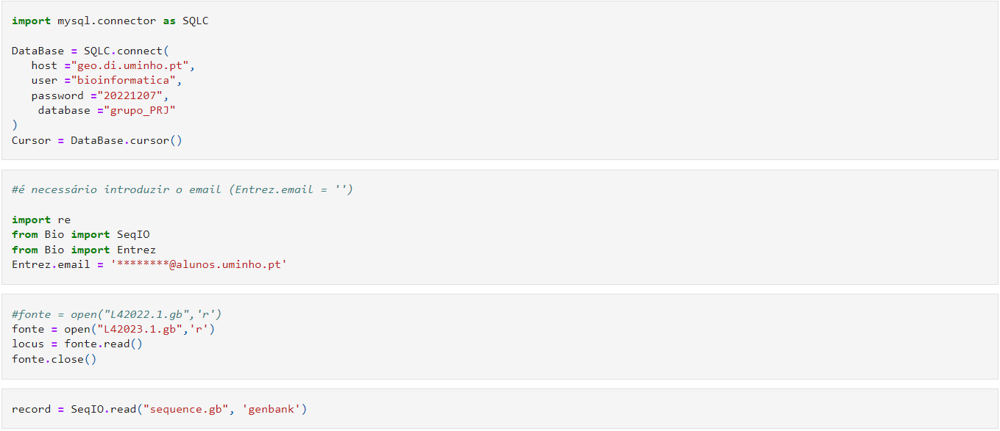 import mysql.connector as SQLC
DataBase = SQLC.connect(
host ="geo.di.uminho.pt",
user ="bioinformatica",
password ="20221207",
database ="grupo_PRJ"
)
Cursor = DataBase.cursor()
#é necessário introduzir o email (Entrez.email = '')
import re
from Bio import SeqIO
from Bio import Entrez
Entrez.email = '********@alunos.uminho.pt'
#fonte = open("L42022.1.gb",'r')
fonte = open("L42023.1.gb",'r')
locus = fonte.read()
fonte.close()
record = SeqIO.read("sequence.gb", 'genbank')